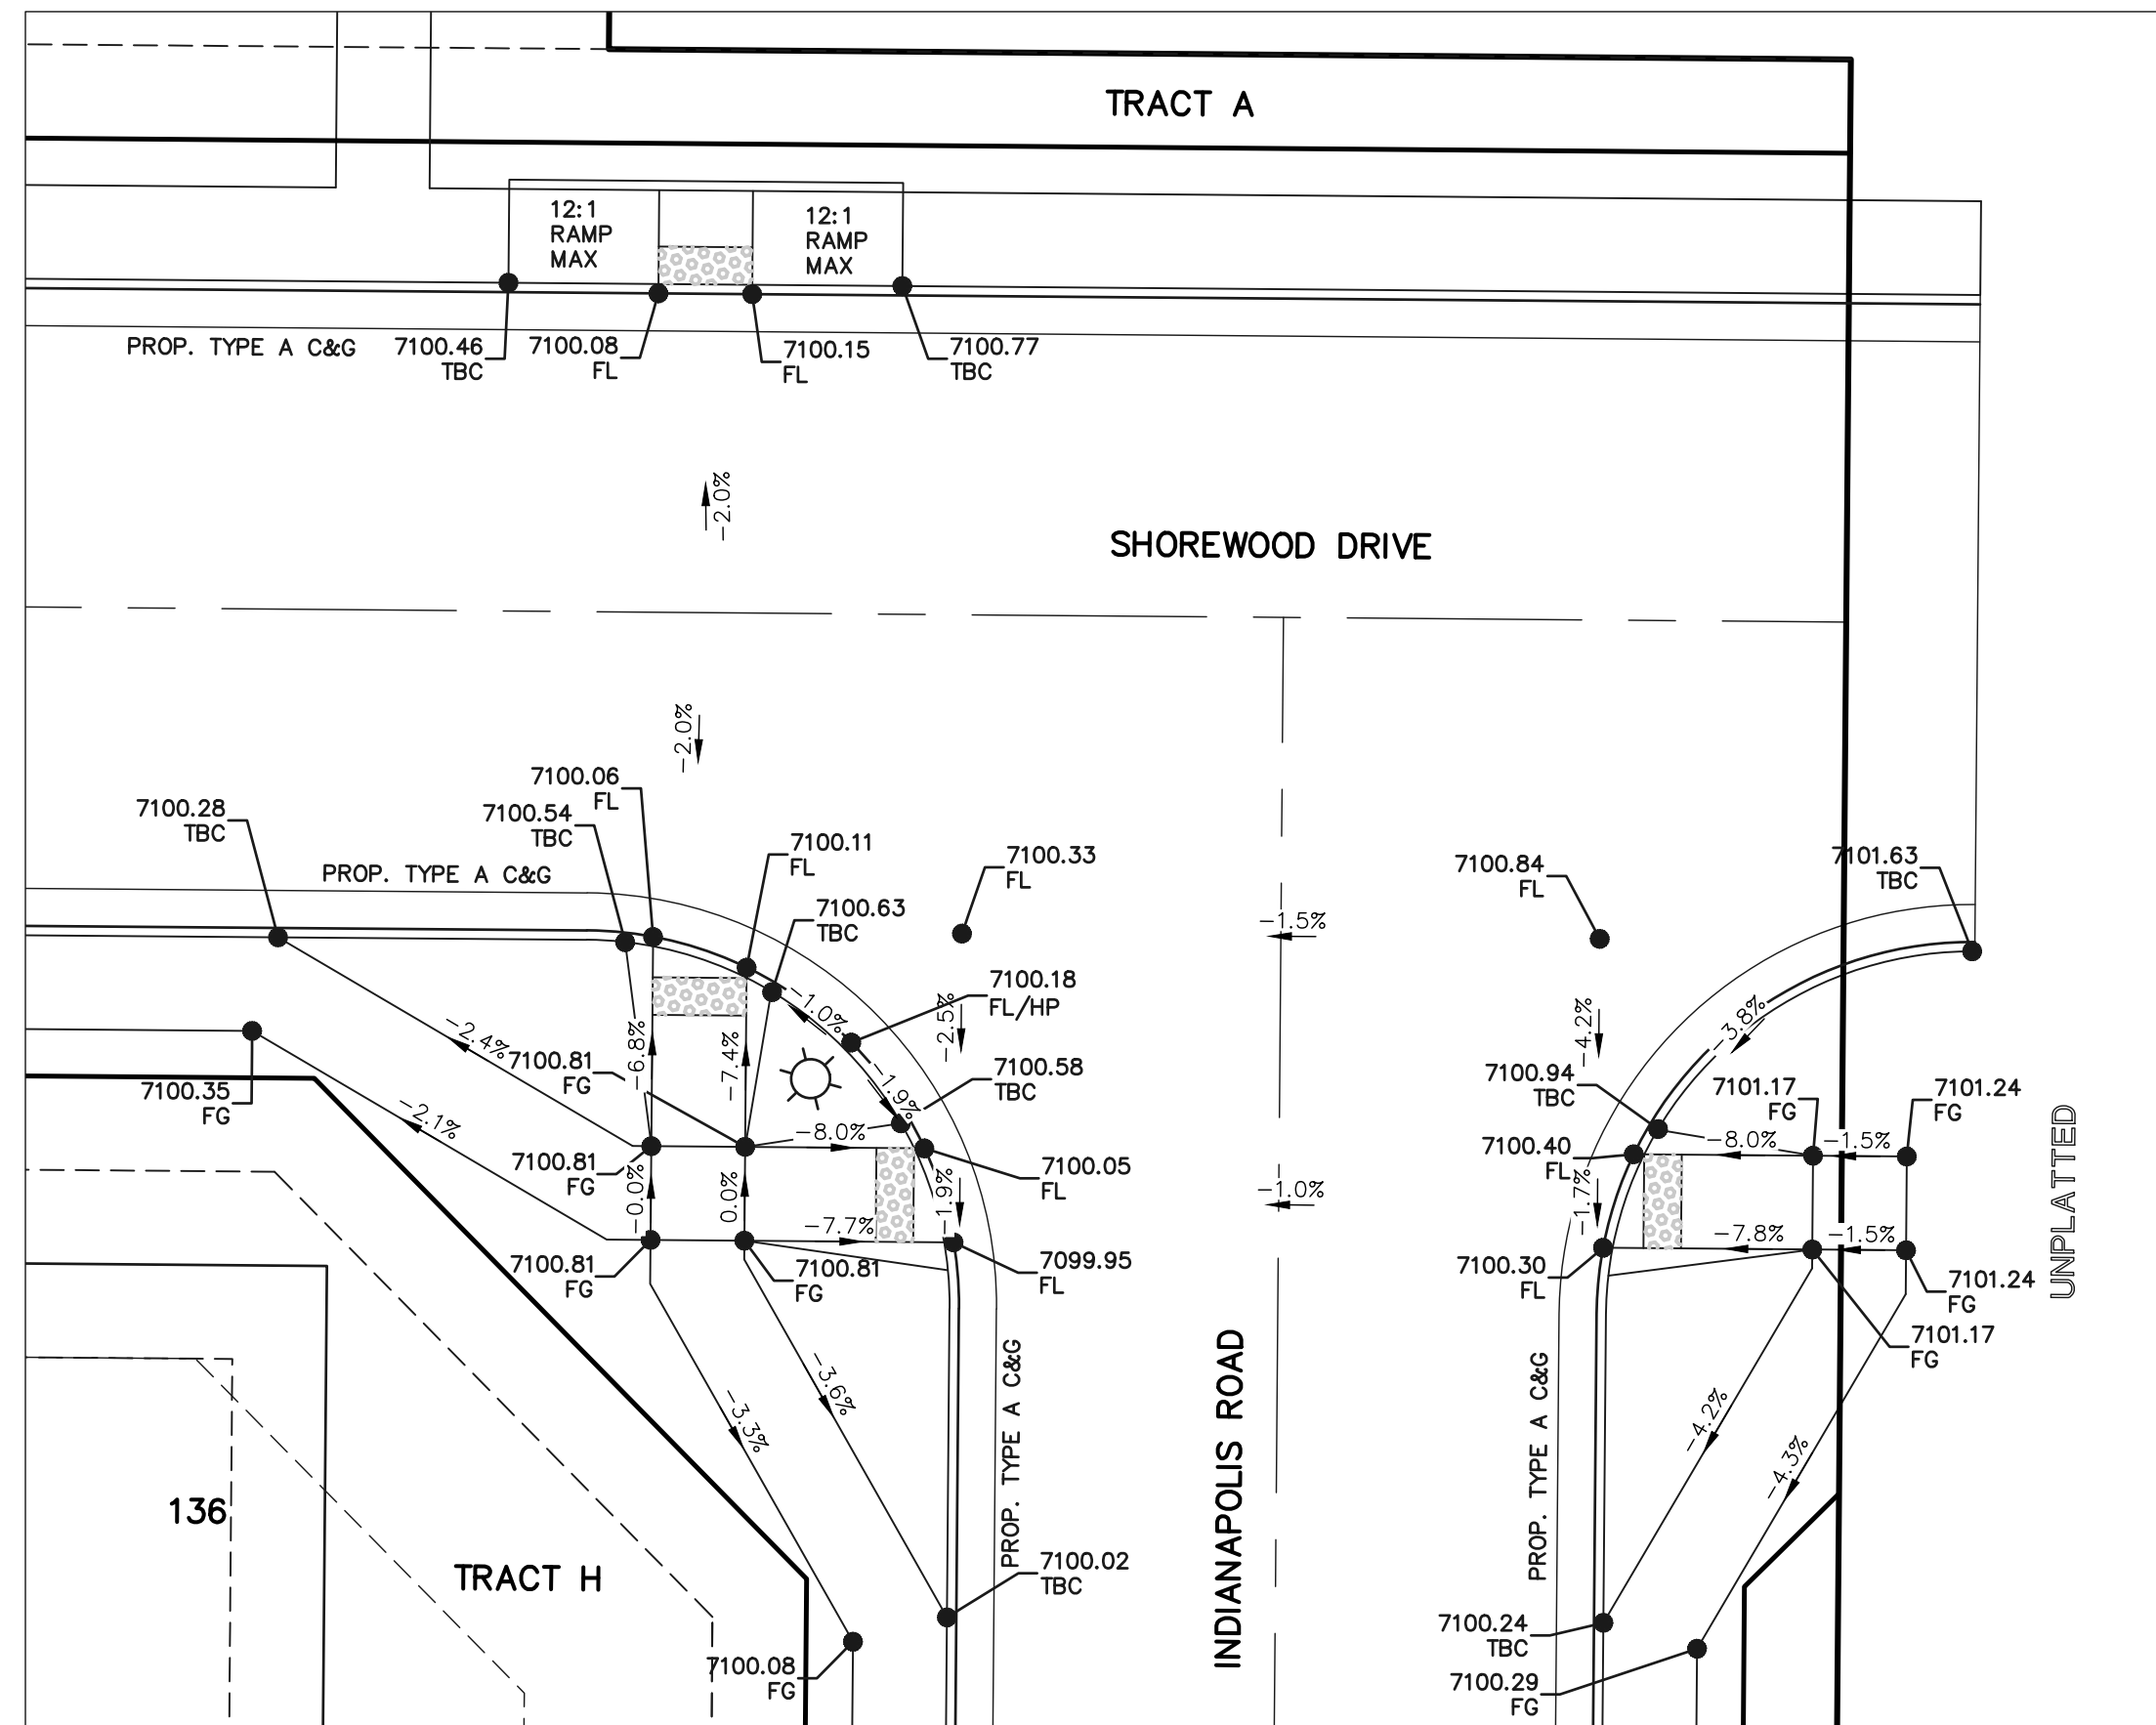 TRACT A
12:1
RAMP
MAX
12:1
RAMP
MAX
PROP. TYPE A C&G
7100.46
TBC
7100.08
FL
7100.15
FL
7100.77
TBC
-2.0%
SHOREWOOD DRIVE
-2.0%
7100.06
FL
7100.28
TBC
7100.54
TBC
7100.11
FL
7100.33
FL
7100.84
FL
7101.63
TBC
PROP. TYPE A C&G
7100.63
TBC
-1.5%
7100.18
FL/HP
-1.0%
-2.5%
-4.2%
-3.8%
-2.4%
7100.81
FG
-6.8%
-7.4%
-1.9%
7100.58
TBC
7100.94
TBC
7101.17
FG
7101.24
FG
7100.35
FG
-2.1%
-8.0%
7100.40
FL
-8.0%
-1.5%
UNPLATTED
7100.81
FG
7100.05
FL
-0.0%
0.0%
-1.9%
-1.0%
-1.7%
-7.7%
-7.8%
-1.5%
7100.81
FG
7100.81
FG
7099.95
FL
7100.30
FL
7101.24
FG
7101.17
FG
-3.3%
-3.6%
PROP. TYPE A C&G
INDIANAPOLIS ROAD
PROP. TYPE A C&G
-4.2%
-4.3%
136
TRACT H
7100.02
TBC
7100.08
FG
7100.24
TBC
7100.29
FG